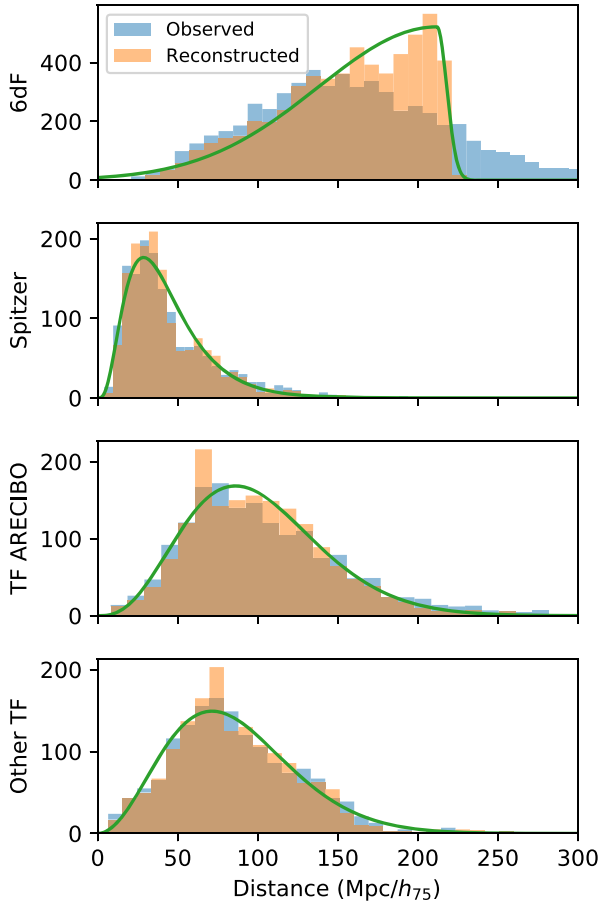 Observed
Reconstructed
6dF
400
200
0
Spitzer
200
100
0
TF ARECIBO
200
100
0
Other TF
200
100
0
0 50 100 150 200 250 300
Distance (Mpc/h75)